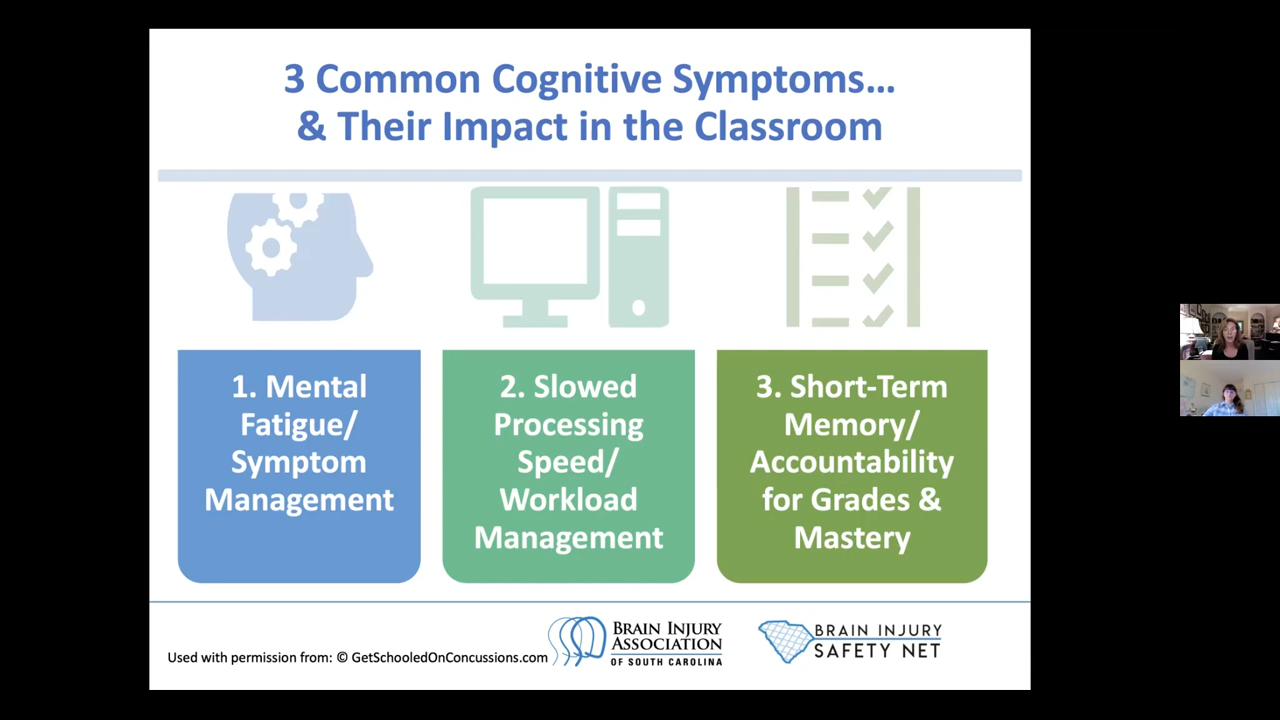 3 Common Cognitive Symptoms…
& Their Impact in the Classroom
1. Mental
Fatigue/
Symptom
Management
2. Slowed
Processing
Speed/
Workload
Management
3. Short-Term
Memory/
Accountability
for Grades &
Mastery
Used with permission from: © GetSchooledOnConcussions.com
BRAIN INJURY
ASSOCIATION
OF SOUTH CAROLINA
BRAIN INJURY
SAFETY NET